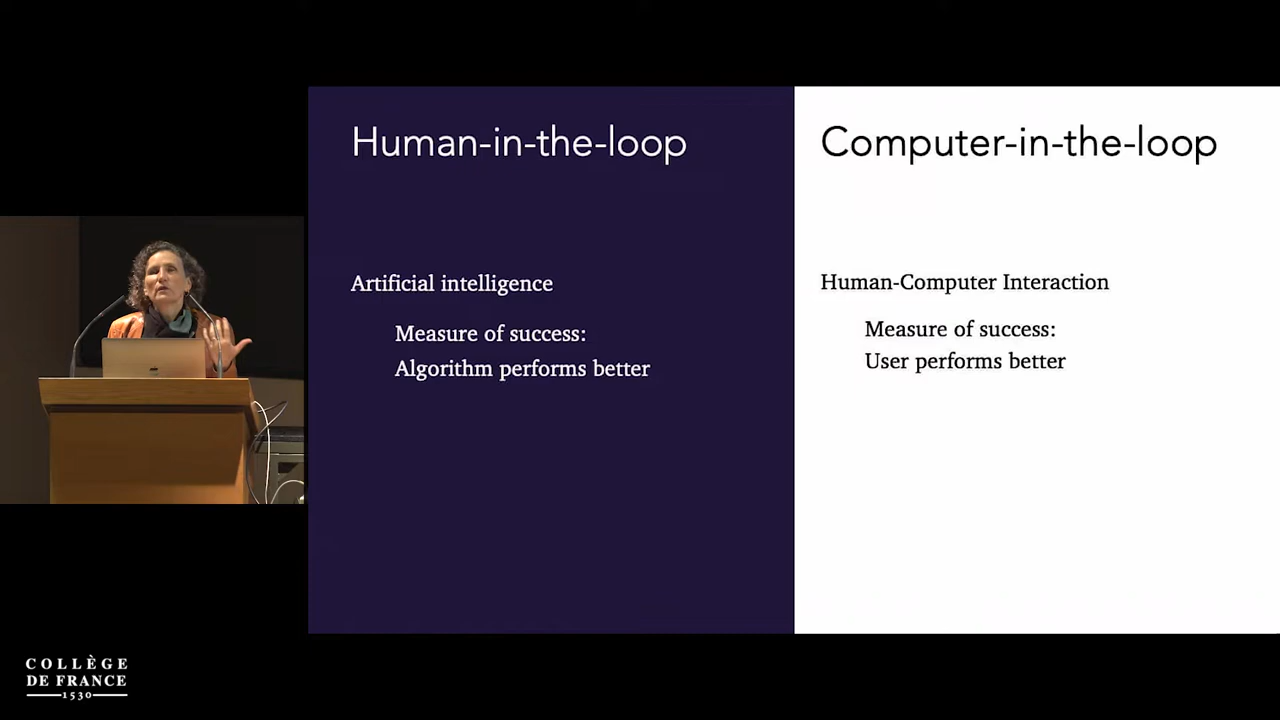 Human-in-the-loop
Artificial intelligence
Measure of success:
Algorithm performs better
Computer-in-the-loop
Human-Computer Interaction
Measure of success:
User performs better
COLLÈGE
DE FRANCE
1530